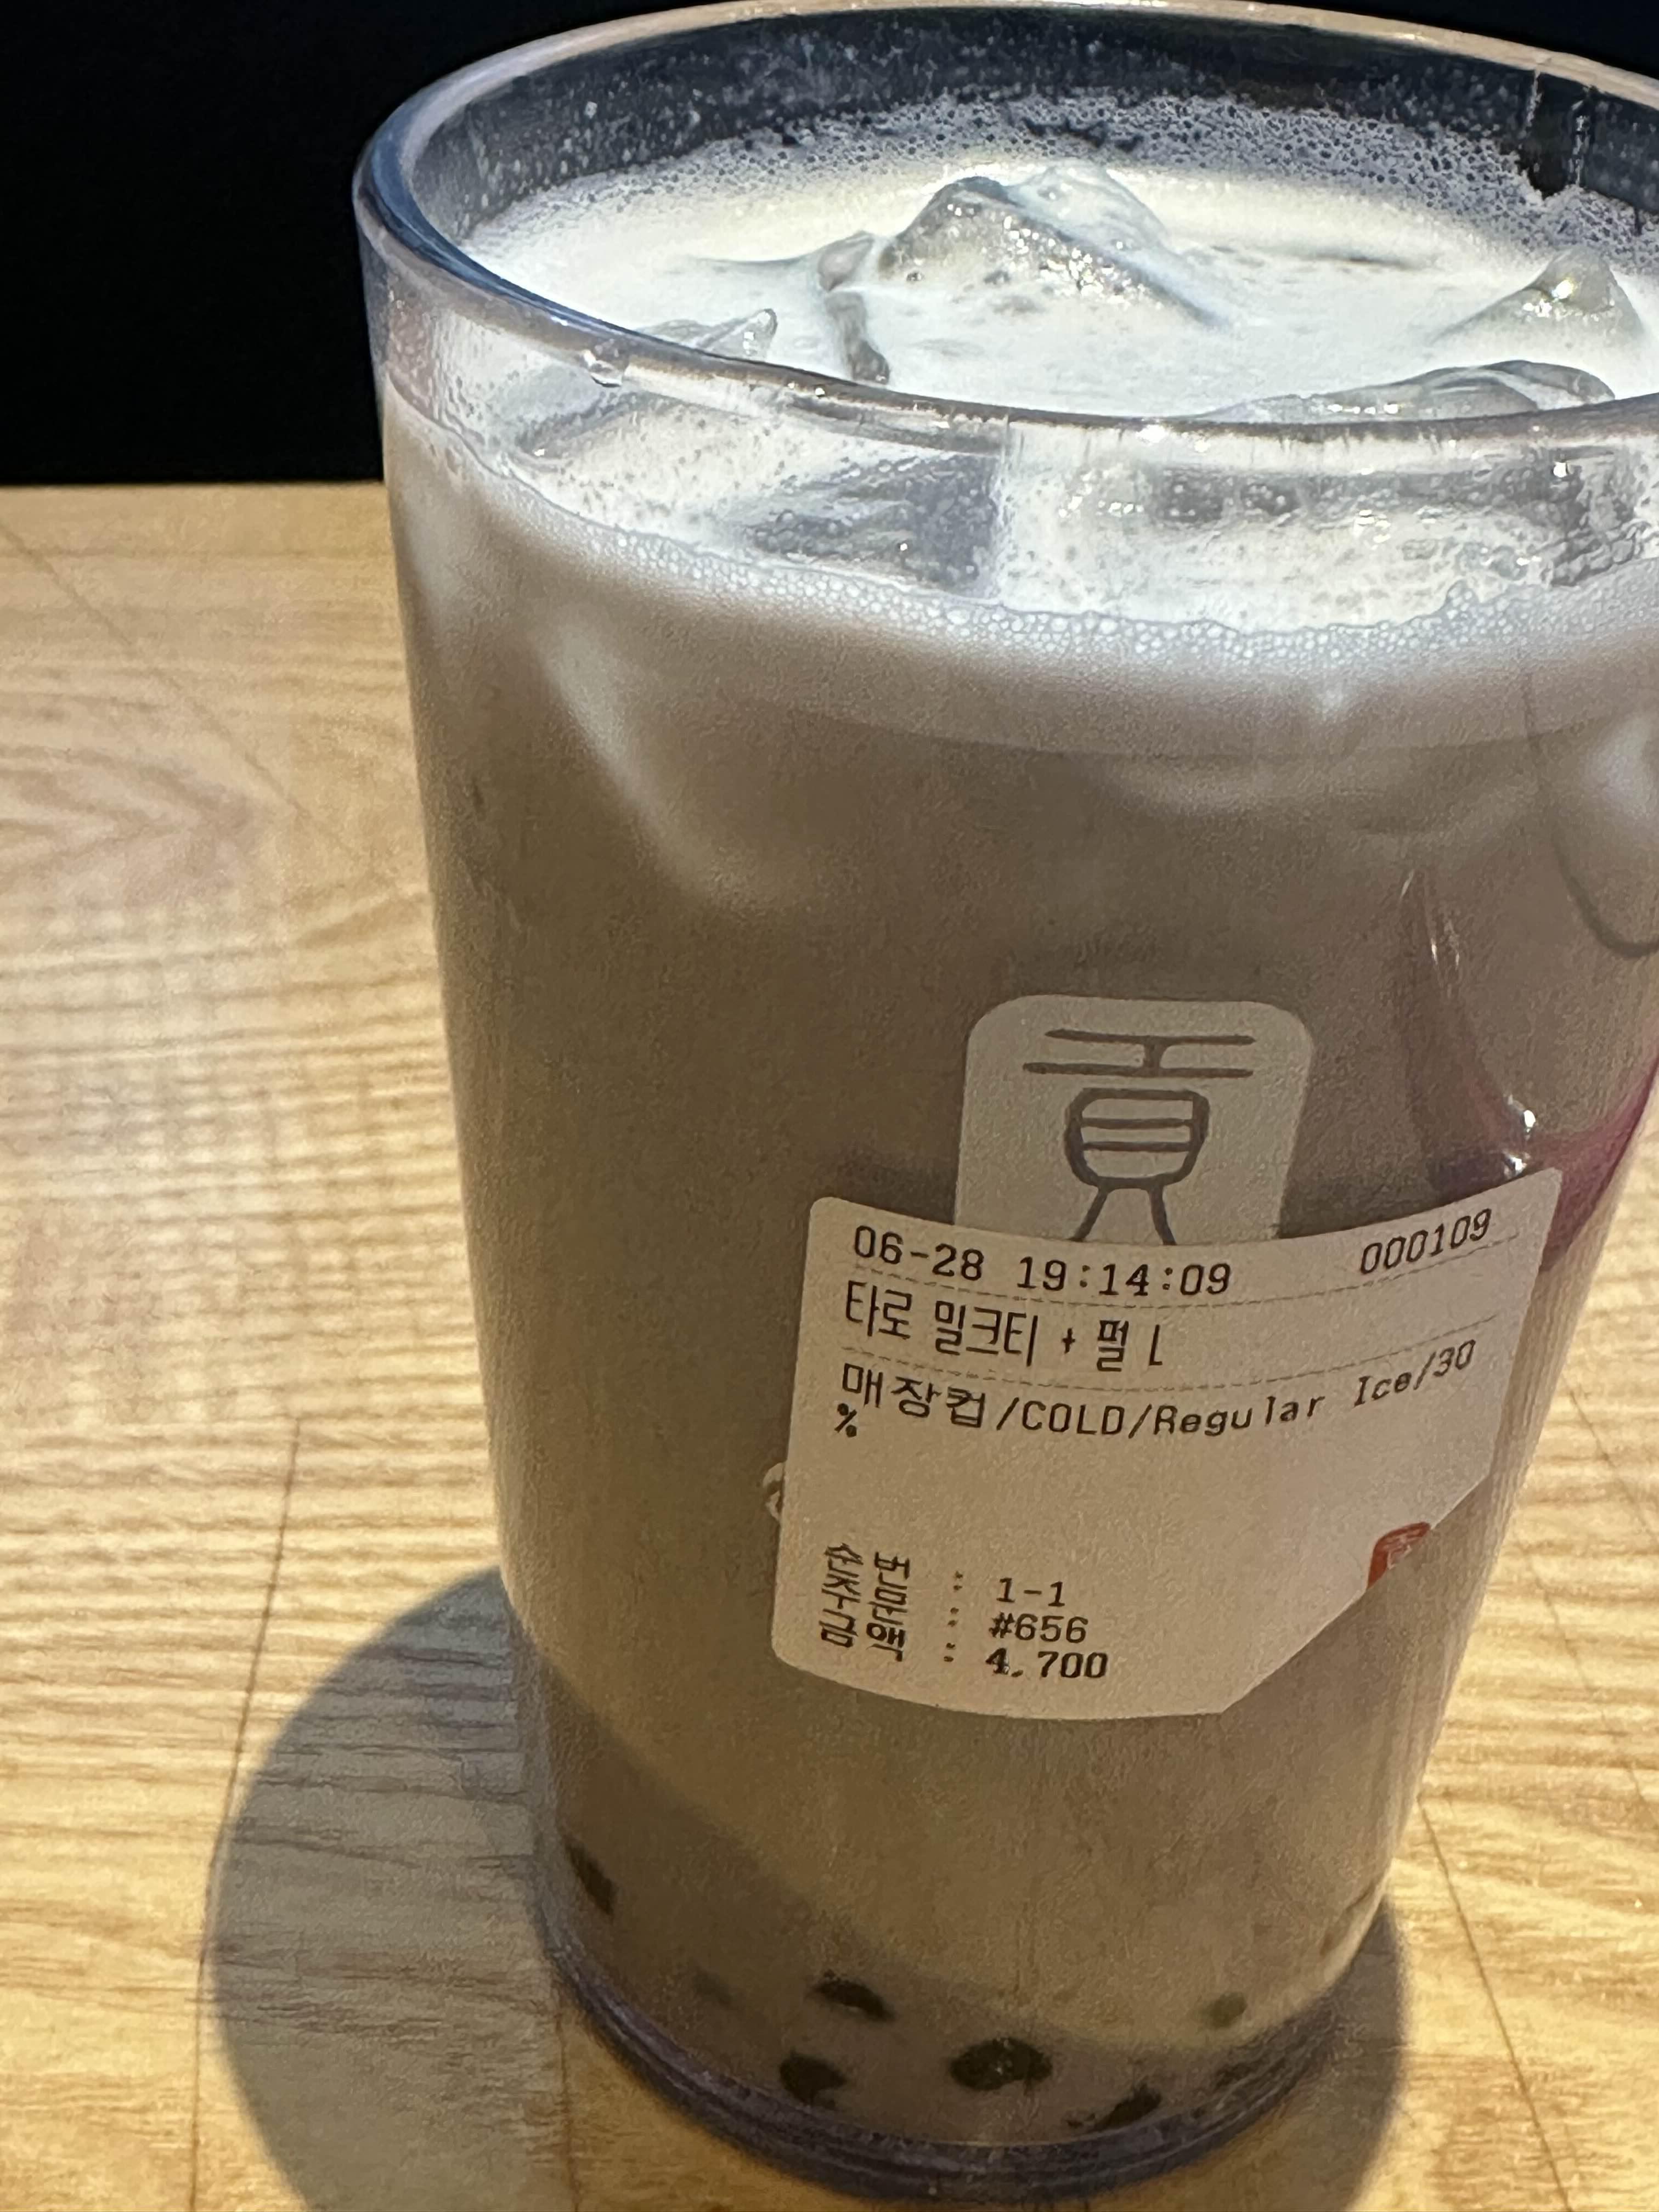 貢
06-28 19:14:09 000109
타로 밀크티 + 펄 L
매장컵/COLD/Regular Ice/30
%
순번 : 1-1
주문 : #656
금액 : 4,700